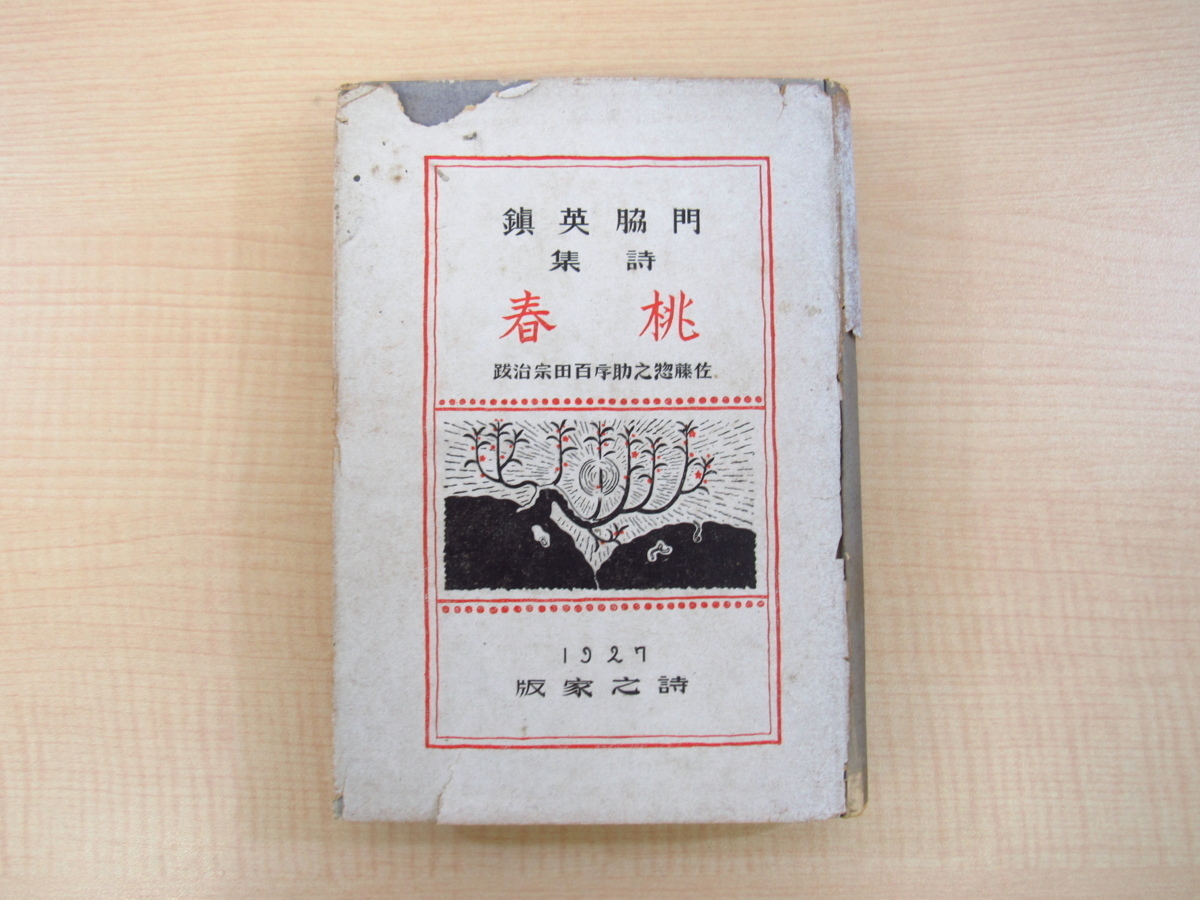 門脇英鎮
詩集
桃春
佐藤惣之助序百田宗治跋
1927
詩之家版